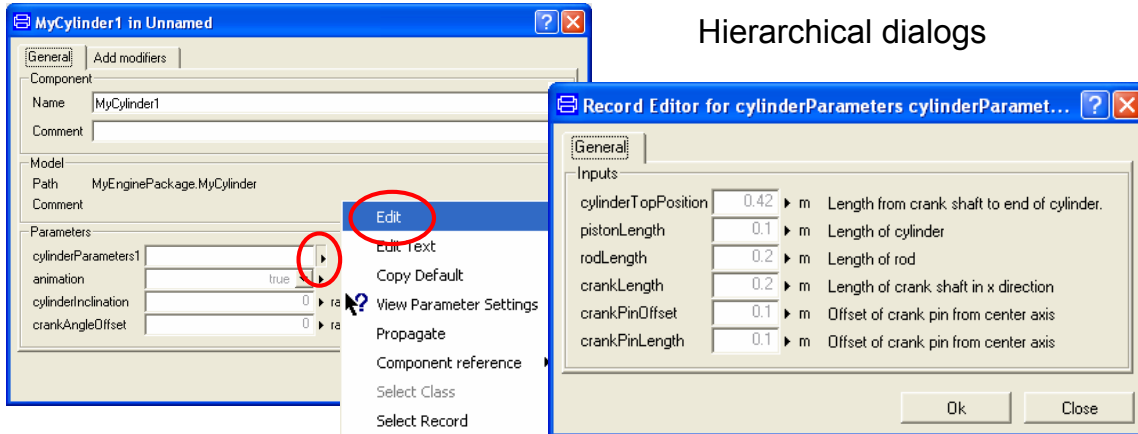 Hierarchical dialogs
MyCylinder1 in Unnamed
General Add modifiers
Component
Name MyCylinder1
Comment
Model
Path MyEnginePackage.MyCylinder
Comment
Parameters
cylinderParameters1
animation true
cylinderInclination 0 ra
crankAngleOffset 0 ra
Edit
Edit Text
Copy Default
View Parameter Settings
Propagate
Component reference
Select Class
Select Record
Record Editor for cylinderParameters cylinderParamet...
General
Inputs
cylinderTopPosition 0.42 m Length from crank shaft to end of cylinder.
pistonLength 0.1 m Length of cylinder
rodLength 0.2 m Length of rod
crankLength 0.2 m Length of crank shaft in x direction
crankPinOffset 0.1 m Offset of crank pin from center axis
crankPinLength 0.1 m Offset of crank pin from center axis
Ok Close